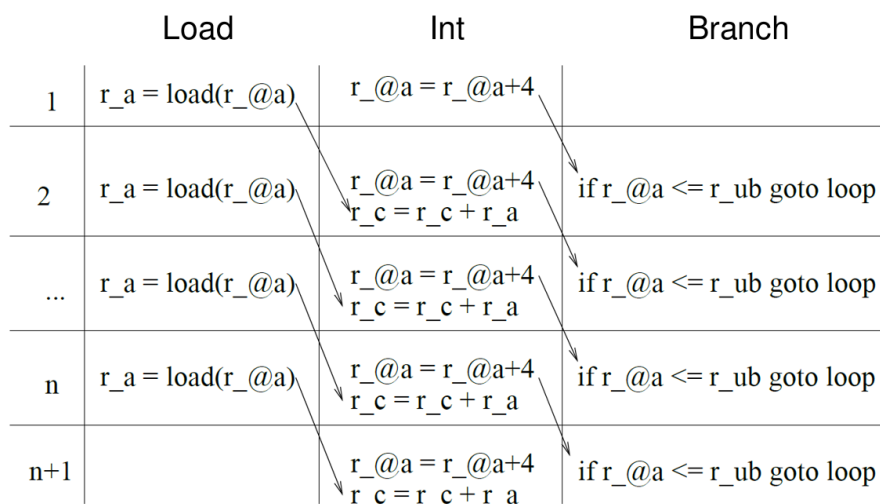 Load Int Branch
1 r_a = load(r_@a) r_@a = r_@a+4
2 r_a = load(r_@a) r_@a = r_@a+4 if r_@a <= r_ub goto loop
r_c = r_c + r_a
... r_a = load(r_@a) r_@a = r_@a+4 if r_@a <= r_ub goto loop
r_c = r_c + r_a
n r_a = load(r_@a) r_@a = r_@a+4 if r_@a <= r_ub goto loop
r_c = r_c + r_a
n+1 r_@a = r_@a+4 if r_@a <= r_ub goto loop
r_c = r_c + r_a